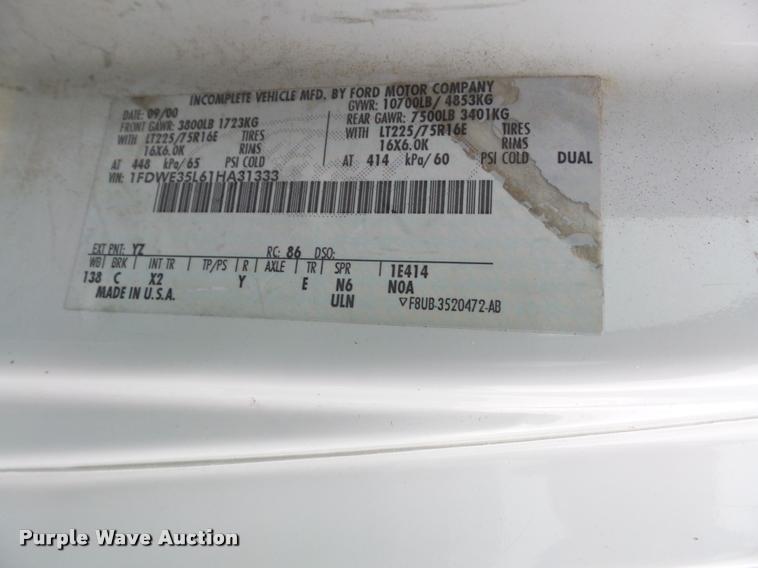 INCOMPLETE VEHICLE MFD. BY FORD MOTOR COMPANY
DATE: 09/00 GVWR: 10700LB/ 4853KG
FRONT GAWR: 3800LB 1723KG REAR GAWR: 7500LB 3401KG
WITH LT225/75R16E TIRES WITH LT225/75R16E TIRES
16X6.0K RIMS 16X6.0K RIMS
AT 448 kPa/65 PSI COLD AT 414 kPa/60 PSI COLD DUAL
VIN: 1FDWE35L61HA31333
EXT PNT: YZ RC: 86 DSO:
WB BRK INT TR TP/PS R AXLE TR SPR 1E414
138 C X2 Y E N6 N0A
MADE IN U.S.A. ULN ▽F8UB-3520472-AB
Purple Wave Auction